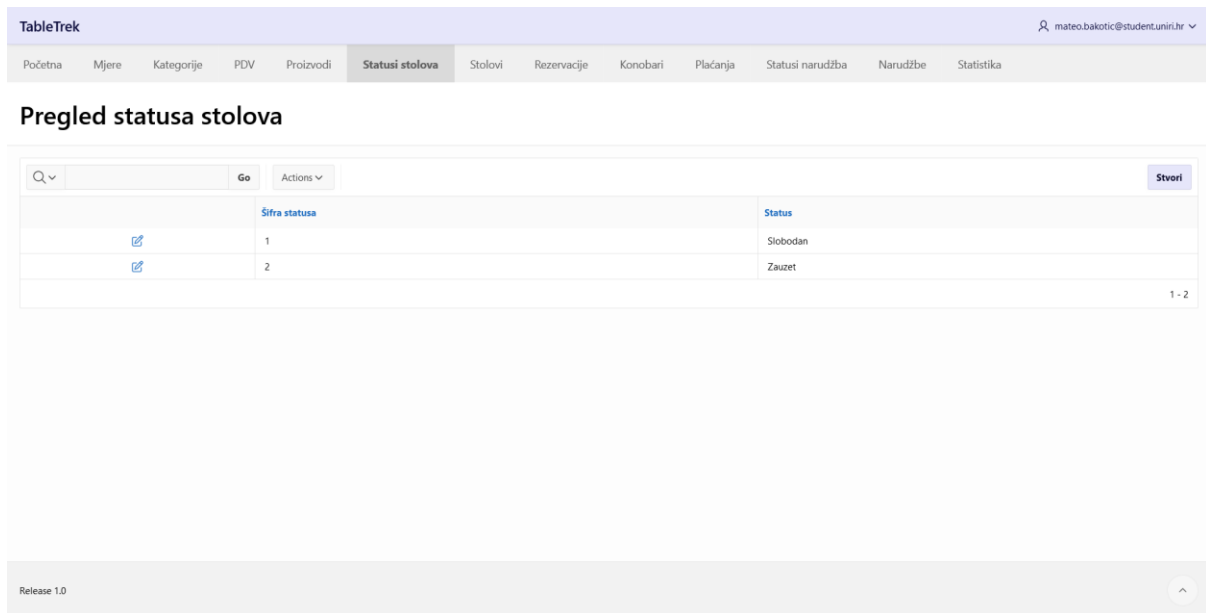 TableTrek
mateo.bakotic@student.uniri.hr
Početna Mjere Kategorije PDV Proizvodi Statusi stolova Stolovi Rezervacije Konobari Plaćanja Statusi narudžba Narudžbe Statistika
Pregled statusa stolova
Go Actions Stvori
Šifra statusa Status
1 Slobodan
2 Zauzet
1 - 2
Release 1.0